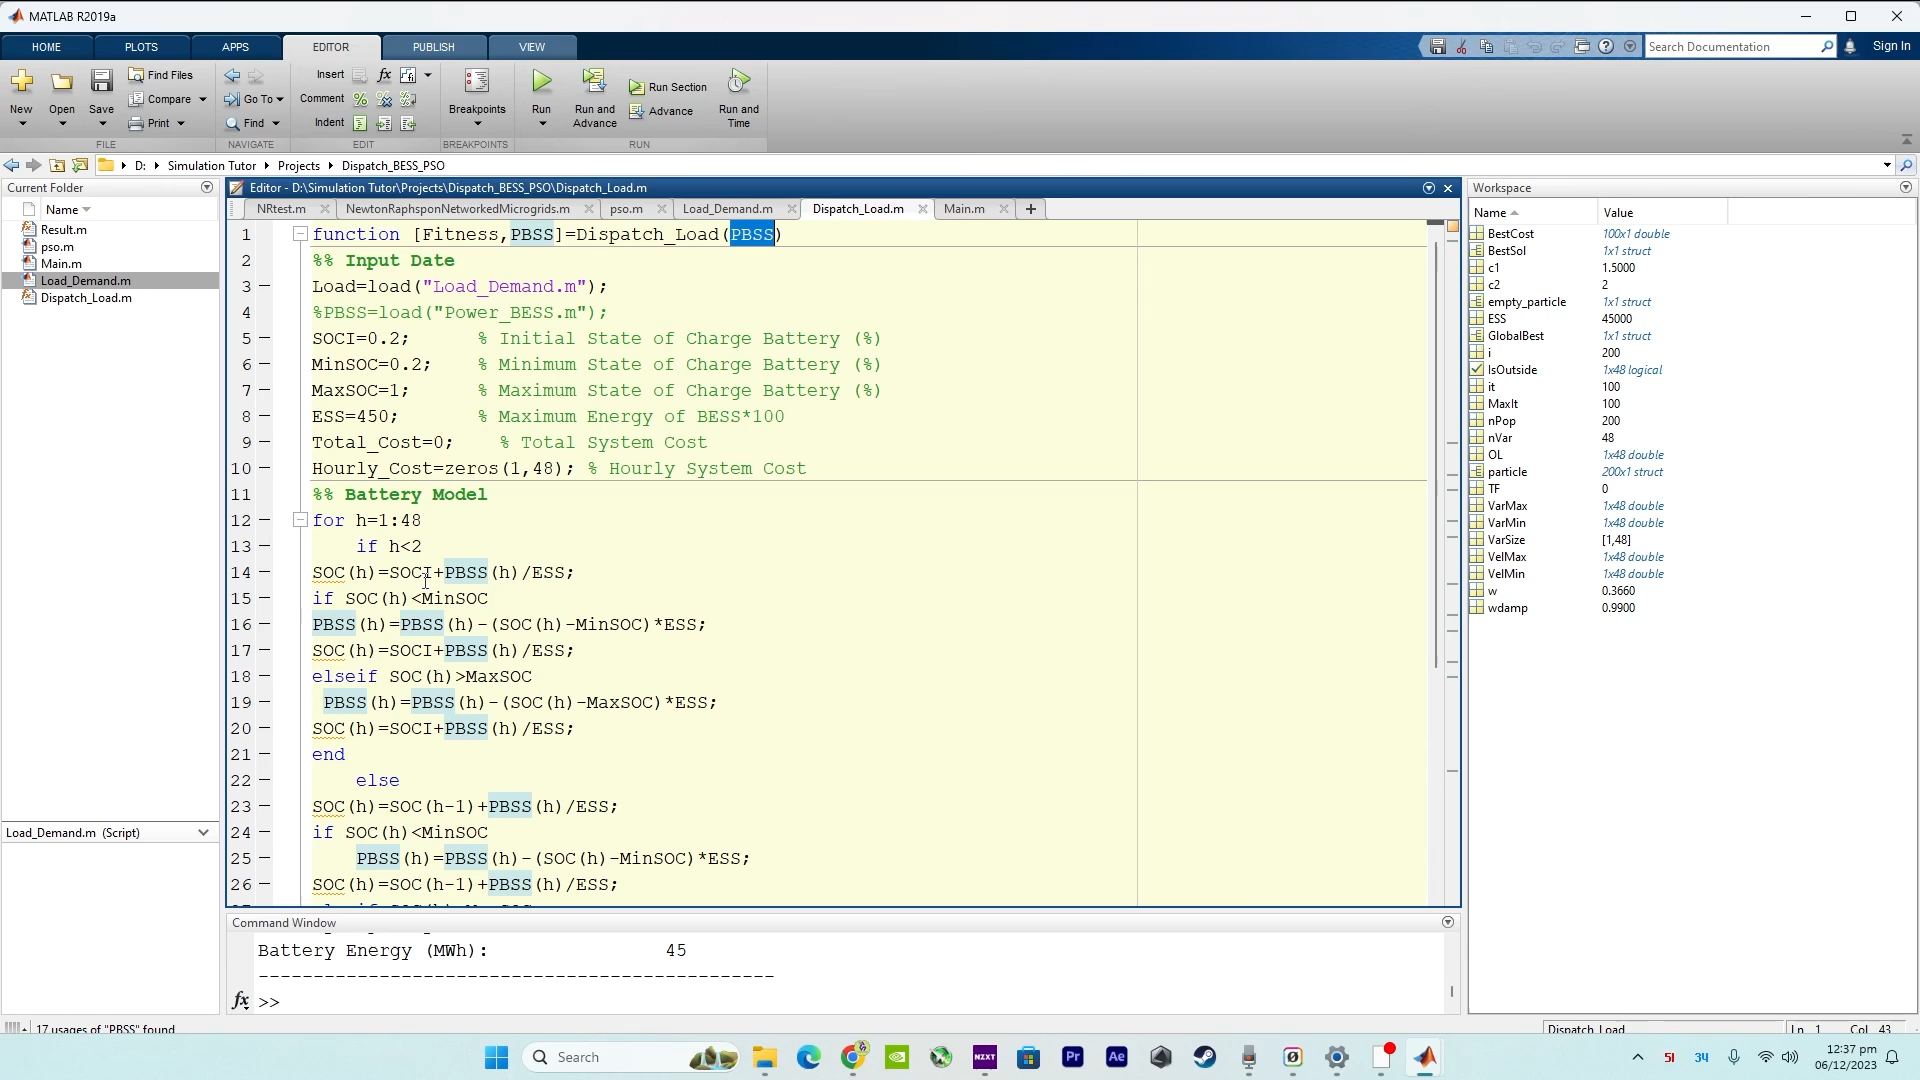 MATLAB R2019a
HOME PLOTS APPS EDITOR PUBLISH VIEW
Search Documentation
Sign In
New
Open
Save
Find Files
Compare
Print
FILE
Go To
Find
NAVIGATE
Insert
Comment
Indent
EDIT
Breakpoints
BREAKPOINTS
Run
Run and
Advance
Run Section
Advance
Run and
Time
RUN
D: Simulation Tutor Projects Dispatch_BESS_PSO
Current Folder
Name
Result.m
pso.m
Main.m
Load_Demand.m
Dispatch_Load.m
Load_Demand.m (Script)
Editor - D:\Simulation Tutor\Projects\Dispatch_BESS_PSO\Dispatch_Load.m
NRtest.m NewtonRaphsponNetworkedMicrogrids.m pso.m Load_Demand.m Dispatch_Load.m Main.m
1 function [Fitness,PBSS]=Dispatch_Load(PBSS)
2 %% Input Date
3 Load=load("Load_Demand.m");
4 %PBSS=load("Power_BESS.m");
5 SOCI=0.2; % Initial State of Charge Battery (%)
6 MinSOC=0.2; % Minimum State of Charge Battery (%)
7 MaxSOC=1; % Maximum State of Charge Battery (%)
8 ESS=450; % Maximum Energy of BESS*100
9 Total_Cost=0; % Total System Cost
10 Hourly_Cost=zeros(1,48); % Hourly System Cost
11 %% Battery Model
12 for h=1:48
13 if h<2
14 SOC(h)=SOCI+PBSS(h)/ESS;
15 if SOC(h)<MinSOC
16 PBSS(h)=PBSS(h)-(SOC(h)-MinSOC)*ESS;
17 SOC(h)=SOCI+PBSS(h)/ESS;
18 elseif SOC(h)>MaxSOC
19 PBSS(h)=PBSS(h)-(SOC(h)-MaxSOC)*ESS;
20 SOC(h)=SOCI+PBSS(h)/ESS;
21 end
22 else
23 SOC(h)=SOC(h-1)+PBSS(h)/ESS;
24 if SOC(h)<MinSOC
25 PBSS(h)=PBSS(h)-(SOC(h)-MinSOC)*ESS;
26 SOC(h)=SOC(h-1)+PBSS(h)/ESS;
Command Window
Battery Energy (MWh): 45
-----------------------------------------------
fx >>
Workspace
Name Value
BestCost 100x1 double
BestSol 1x1 struct
c1 1.5000
c2 2
empty_particle 1x1 struct
ESS 45000
GlobalBest 1x1 struct
i 200
IsOutside 1x48 logical
it 100
MaxIt 100
nPop 200
nVar 48
OL 1x48 double
particle 200x1 struct
TF 0
VarMax 1x48 double
VarMin 1x48 double
VarSize [1,48]
VelMax 1x48 double
VelMin 1x48 double
w 0.3660
wdamp 0.9900
17 usages of "PBSS" found
Dispatch_Load
Ln 1 Col 43
Search
NZXT
Pr
Ae
51
34
12:37 pm
06/12/2023